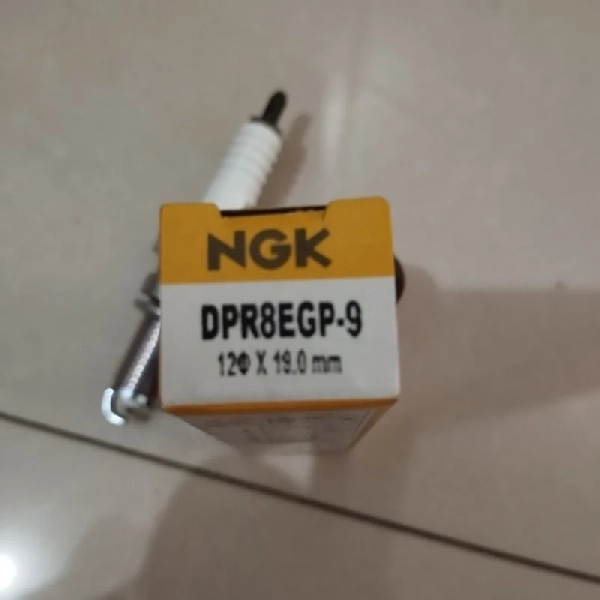 NGK
DPR8EGP-9
12Φ X 19.0 mm